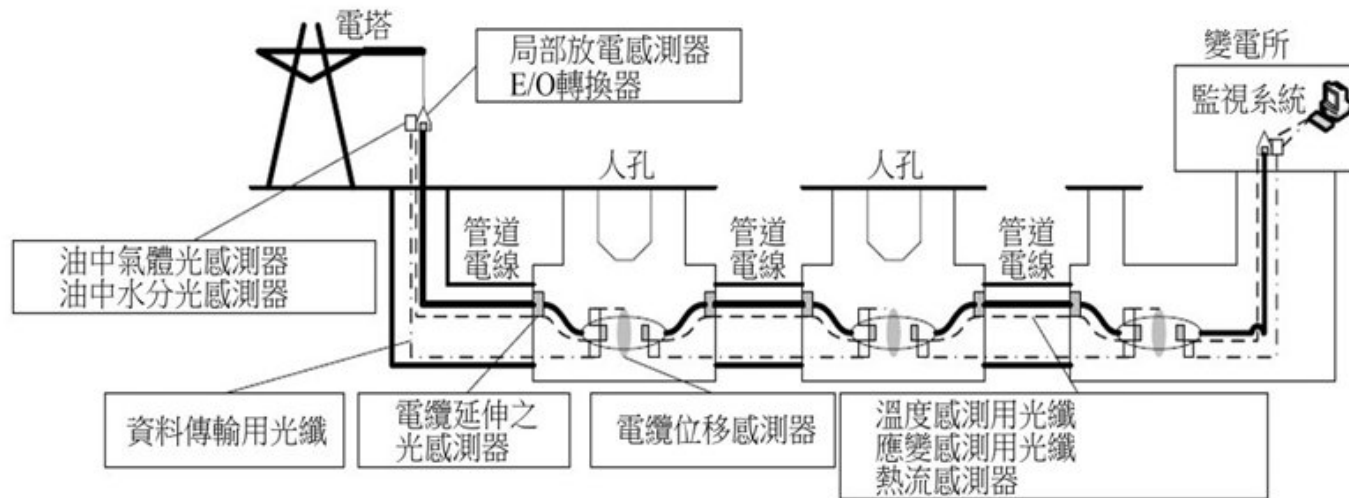 電塔
局部放電感測器
E/O轉換器
變電所
監視系統
人孔
人孔
管道
電線
管道
電線
管道
電線
油中氣體光感測器
油中水分光感測器
資料傳輸用光纖
電纜延伸之
光感測器
電纜位移感測器
溫度感測用光纖
應變感測用光纖
熱流感測器